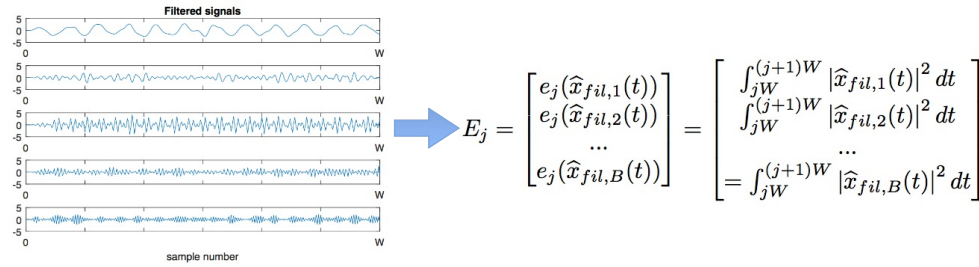 Filtered signals
5
0
-5
0 W
5
0
-5
0 W
5
0
-5
0 W
5
0
-5
0 W
5
0
-5
0 W
sample number
E_j = [ e_j(x̂_{fil,1}(t)) ] = [ ∫_{jW}^{(j+1)W} |x̂_{fil,1}(t)|² dt ]
[ e_j(x̂_{fil,2}(t)) ] [ ∫_{jW}^{(j+1)W} |x̂_{fil,2}(t)|² dt ]
[ ... ] [ ... ]
[ e_j(x̂_{fil,B}(t)) ] [ = ∫_{jW}^{(j+1)W} |x̂_{fil,B}(t)|² dt ]